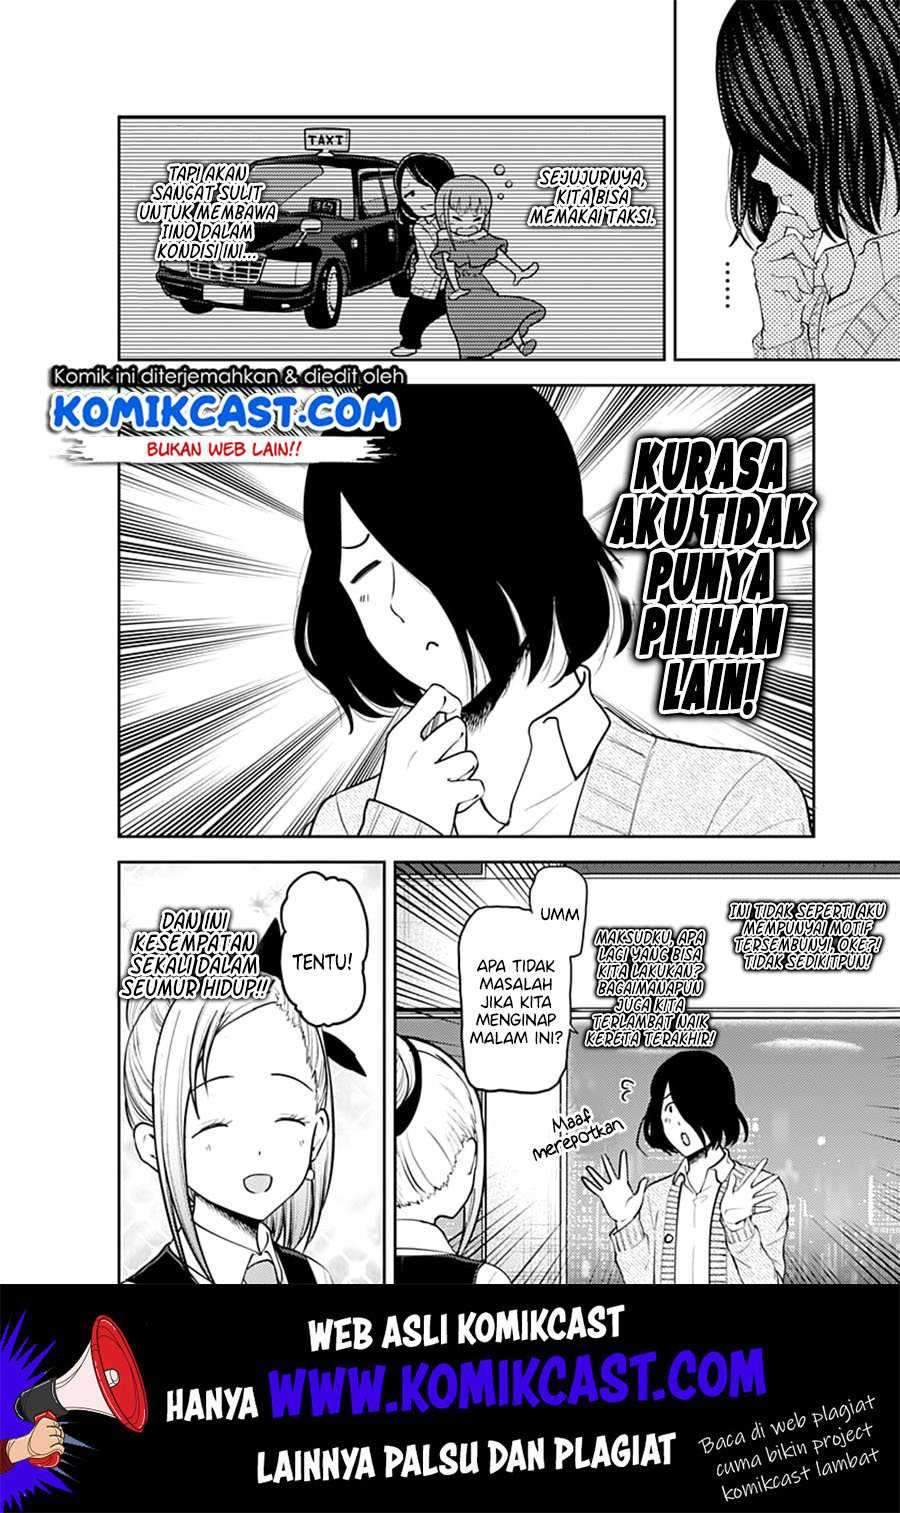 SEJUJURNYA,
KITA BISA
MEMAKAI TAKSI.
TAXI
TAPI AKAN
SANGAT SULIT
UNTUK MEMBAWA
IINO DALAM
KONDISI INI...
Komik ini diterjemahkan & diedit oleh
KOMIKCAST.COM
BUKAN WEB LAIN!!
KURASA
AKU TIDAK
PUNYA
PILIHAN
LAIN!
INI TIDAK SEPERTI AKU
MEMPUNYAI MOTIF
TERSEMBUNYI, OKE?!
TIDAK SEDIKITPUN!
MAKSUDKU, APA
LAGI YANG BISA
KITA LAKUKAN?
BAGAIMANAPUN
JUGA KITA
TERLAMBAT NAIK
KERETA TERAKHIR!
UMM
APA TIDAK
MASALAH
JIKA KITA
MENGINAP
MALAM INI?
Maaf
merepotkan
TENTU!
DAN INI
KESEMPATAN
SEKALI DALAM
SEUMUR HIDUP!!
WEB ASLI KOMIKCAST
HANYA WWW.KOMIKCAST.COM
LAINNYA PALSU DAN PLAGIAT
Baca di web plagiat
cuma bikin project
komikcast lambat